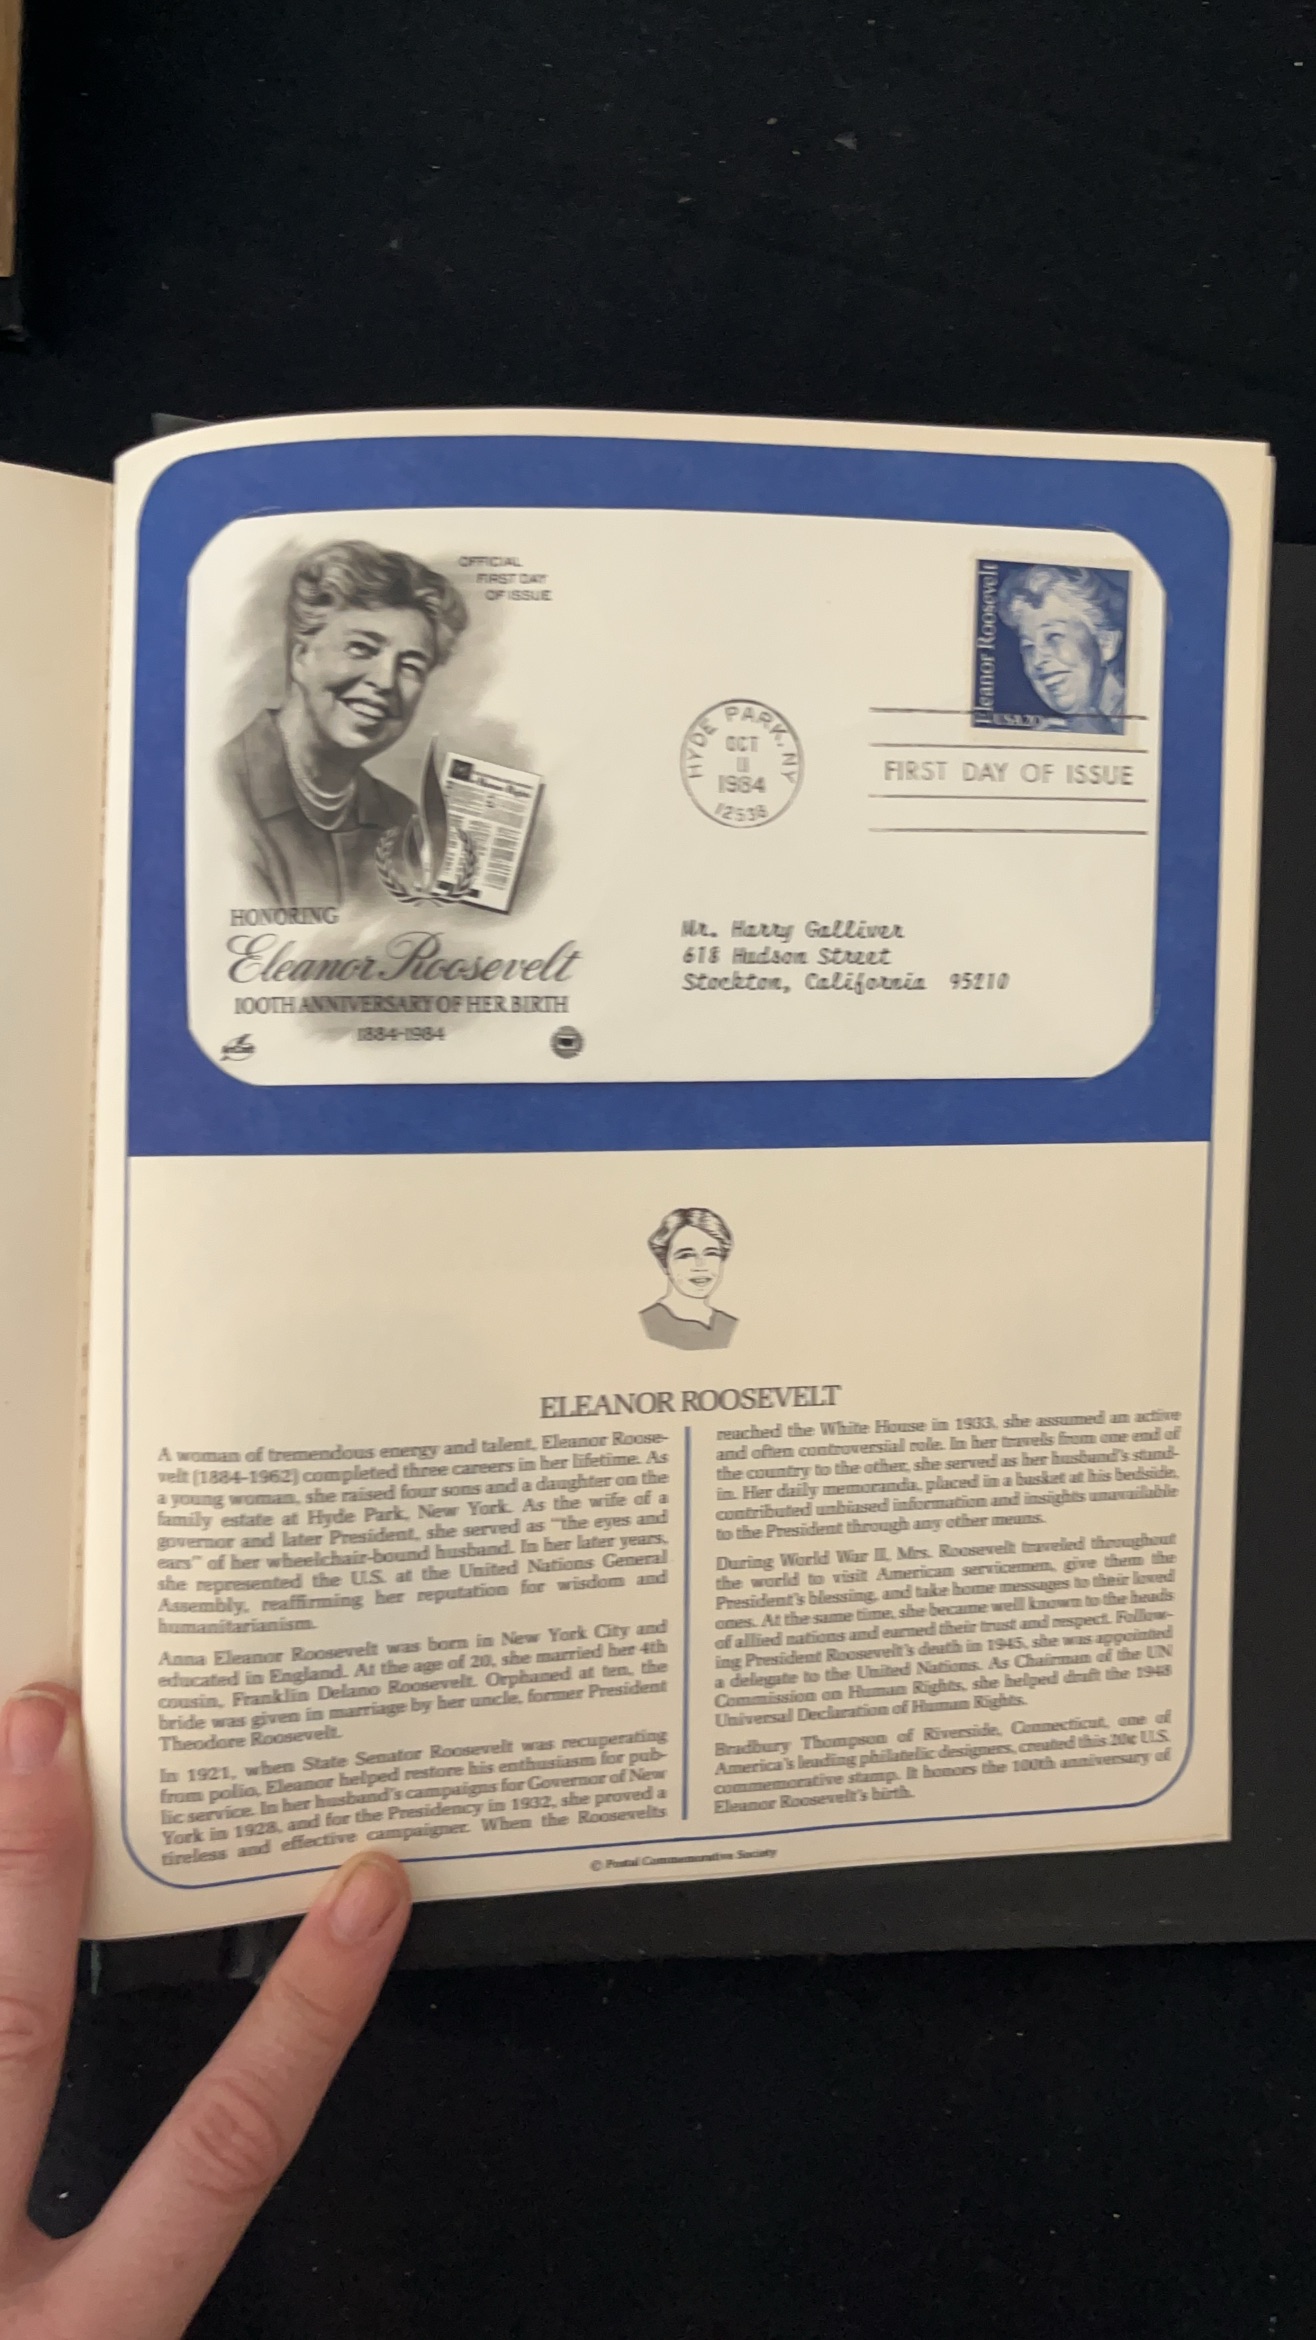 OFFICIAL
FIRST DAY
OF ISSUE
Eleanor Roosevelt
USA 20c
HYDE PARK, NY
OCT
11
1984
12538
FIRST DAY OF ISSUE
HONORING
Eleanor Roosevelt
100TH ANNIVERSARY OF HER BIRTH
1884-1984
Mr. Harry Galliver
618 Hudson Street
Stockton, California 95210
ELEANOR ROOSEVELT
A woman of tremendous energy and talent, Eleanor Roose-
velt (1884-1962) completed three careers in her lifetime. As
a young woman, she raised four sons and a daughter on the
family estate at Hyde Park, New York. As the wife of a
governor and later President, she served as "the eyes and
ears" of her wheelchair-bound husband. In her later years,
she represented the U.S. at the United Nations General
Assembly, reaffirming her reputation for wisdom and
humanitarianism.
Anna Eleanor Roosevelt was born in New York City and
educated in England. At the age of 20, she married her 4th
cousin, Franklin Delano Roosevelt. Orphaned at ten, the
bride was given in marriage by her uncle, former President
Theodore Roosevelt.
In 1921, when State Senator Roosevelt was recuperating
from polio, Eleanor helped restore his enthusiasm for pub-
lic service. In her husband's campaigns for Governor of New
York in 1928, and for the Presidency in 1932, she proved a
tireless and effective campaigner. When the Roosevelts
reached the White House in 1933, she assumed an active
and often controversial role. In her travels from one end of
the country to the other, she served as her husband's stand-
in. Her daily memoranda, placed in a basket at his bedside,
contributed unbiased information and insights unavailable
to the President through any other means.
During World War II, Mrs. Roosevelt traveled throughout
the world to visit American servicemen, give them the
President's blessing, and take home messages to their loved
ones. At the same time, she became well known to the heads
of allied nations and earned their trust and respect. Follow-
ing President Roosevelt's death in 1945, she was appointed
a delegate to the United Nations. As Chairman of the UN
Commission on Human Rights, she helped draft the 1948
Universal Declaration of Human Rights.
Bradbury Thompson of Riverside, Connecticut, one of
America's leading philatelic designers, created this 20¢ U.S.
commemorative stamp. It honors the 100th anniversary of
Eleanor Roosevelt's birth.
© Postal Commemorative Society